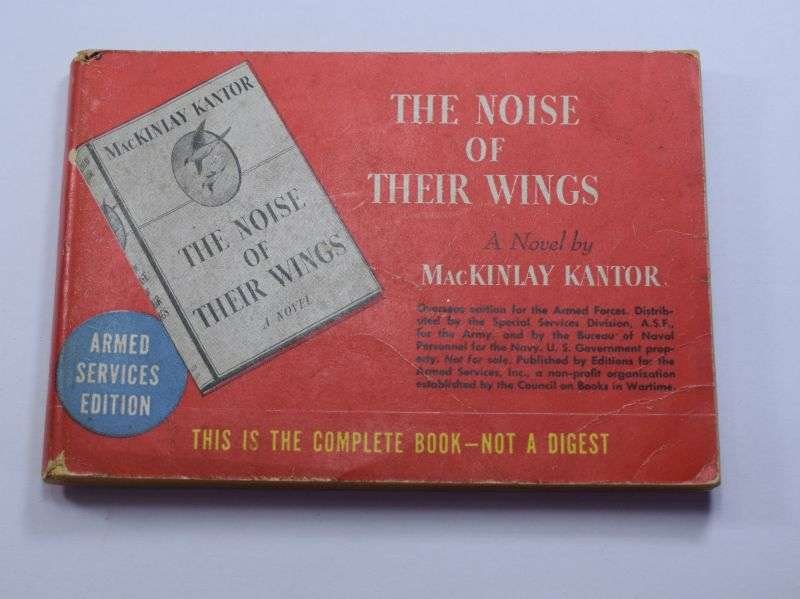 MacKINLAY KANTOR
THE NOISE
OF
THEIR WINGS
A NOVEL
THE NOISE
OF
THEIR WINGS
A Novel by
MacKINLAY KANTOR
Overseas edition for the Armed Forces. Distrib-
uted by the Special Services Division, A.S.F.,
for the Army, and by the Bureau of Naval
Personnel for the Navy. U. S. Government prop-
erty. Not for sale. Published by Editions for the
Armed Services, Inc., a non-profit organization
established by the Council on Books in Wartime.
ARMED
SERVICES
EDITION
THIS IS THE COMPLETE BOOK—NOT A DIGEST